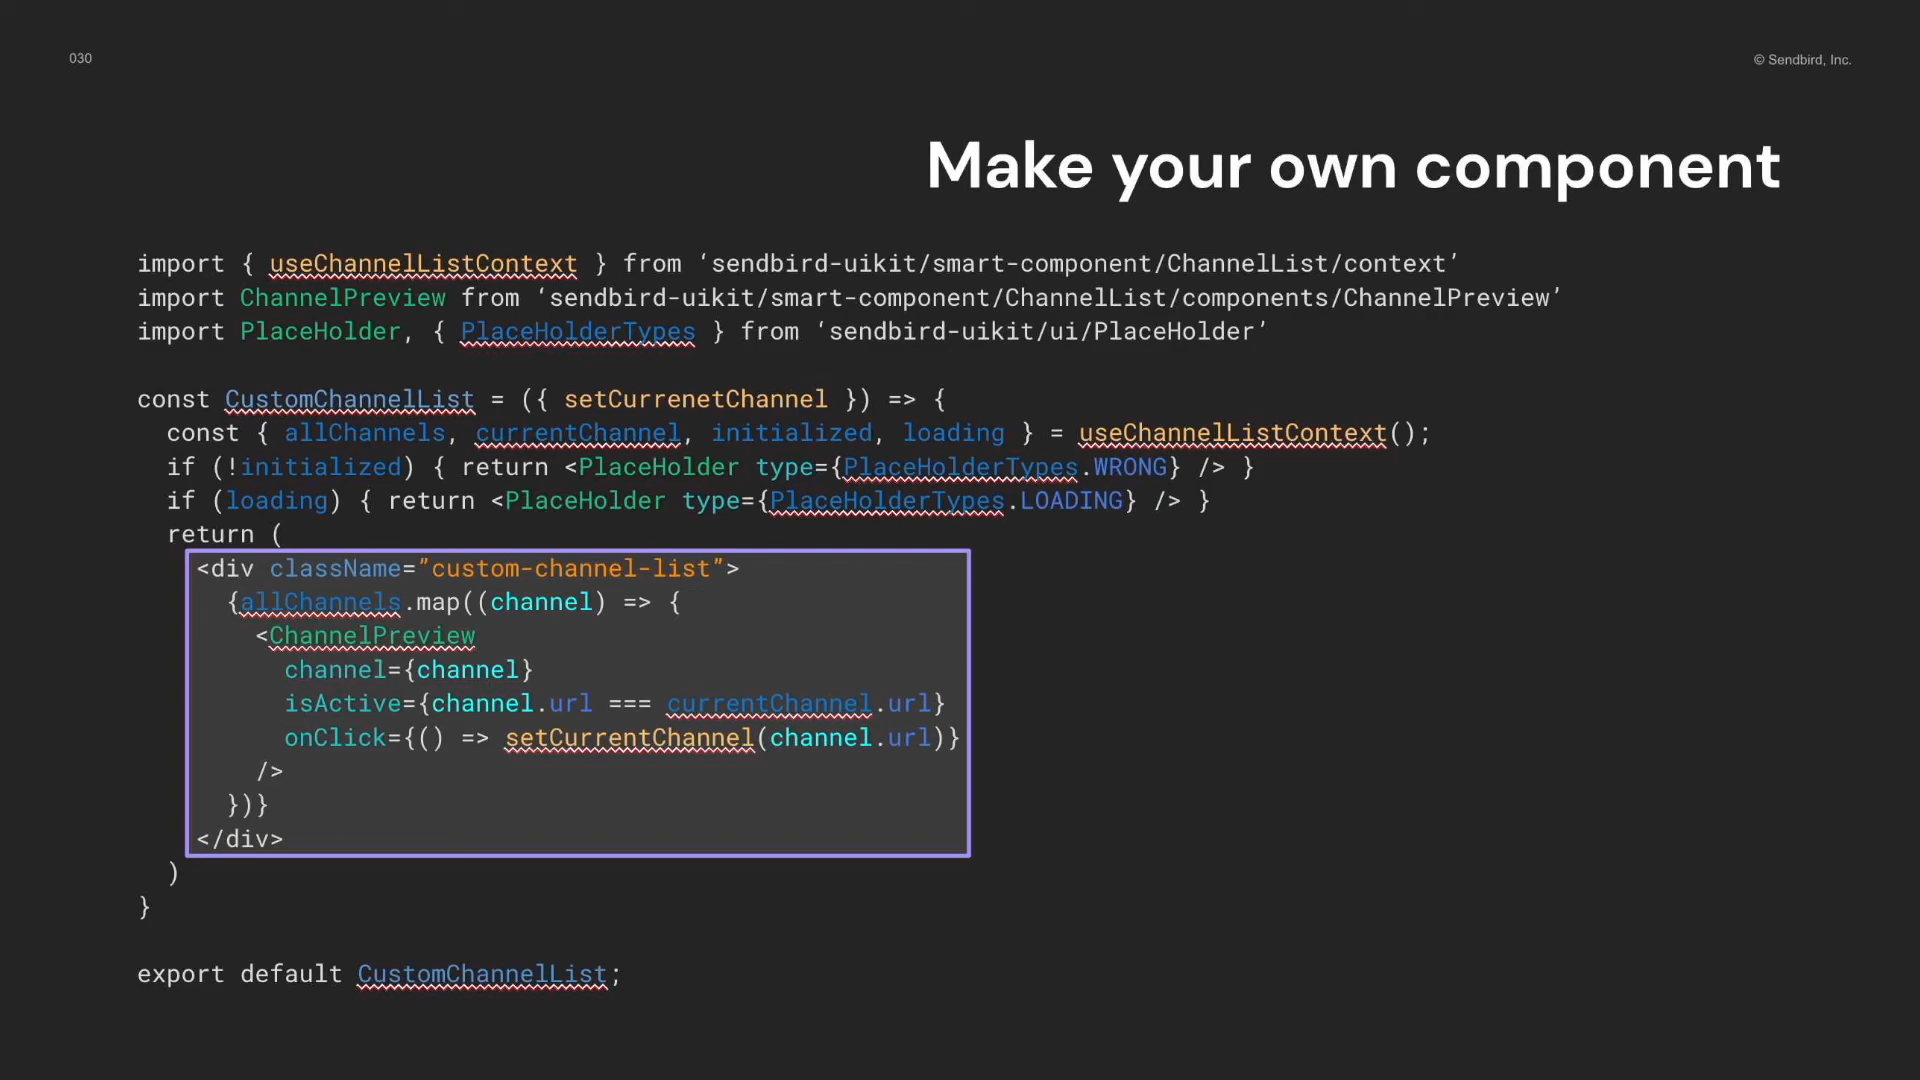 030
© Sendbird, Inc.
Make your own component
import { useChannelListContext } from ‘sendbird-uikit/smart-component/ChannelList/context’
import ChannelPreview from ‘sendbird-uikit/smart-component/ChannelList/components/ChannelPreview’
import PlaceHolder, { PlaceHolderTypes } from ‘sendbird-uikit/ui/PlaceHolder’
const CustomChannelList = ({ setCurrenetChannel }) => {
const { allChannels, currentChannel, initialized, loading } = useChannelListContext();
if (!initialized) { return <PlaceHolder type={PlaceHolderTypes.WRONG} /> }
if (loading) { return <PlaceHolder type={PlaceHolderTypes.LOADING} /> }
return (
<div className=”custom-channel-list”>
{allChannels.map((channel) => {
<ChannelPreview
channel={channel}
isActive={channel.url === currentChannel.url}
onClick={() => setCurrentChannel(channel.url)}
/>
})}
</div>
)
}
export default CustomChannelList;